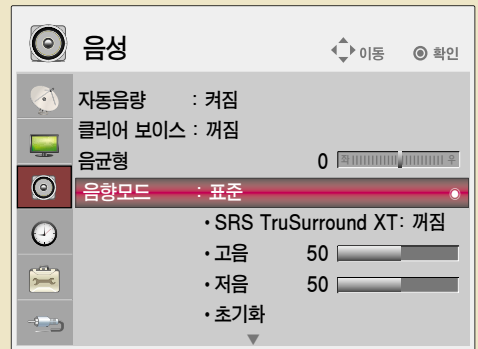 음성
이동 확인
자동음량 : 켜짐
클리어 보이스 : 꺼짐
음균형 0 좌 우
음향모드 : 표준
• SRS TruSurround XT: 꺼짐
• 고음 50
• 저음 50
• 초기화